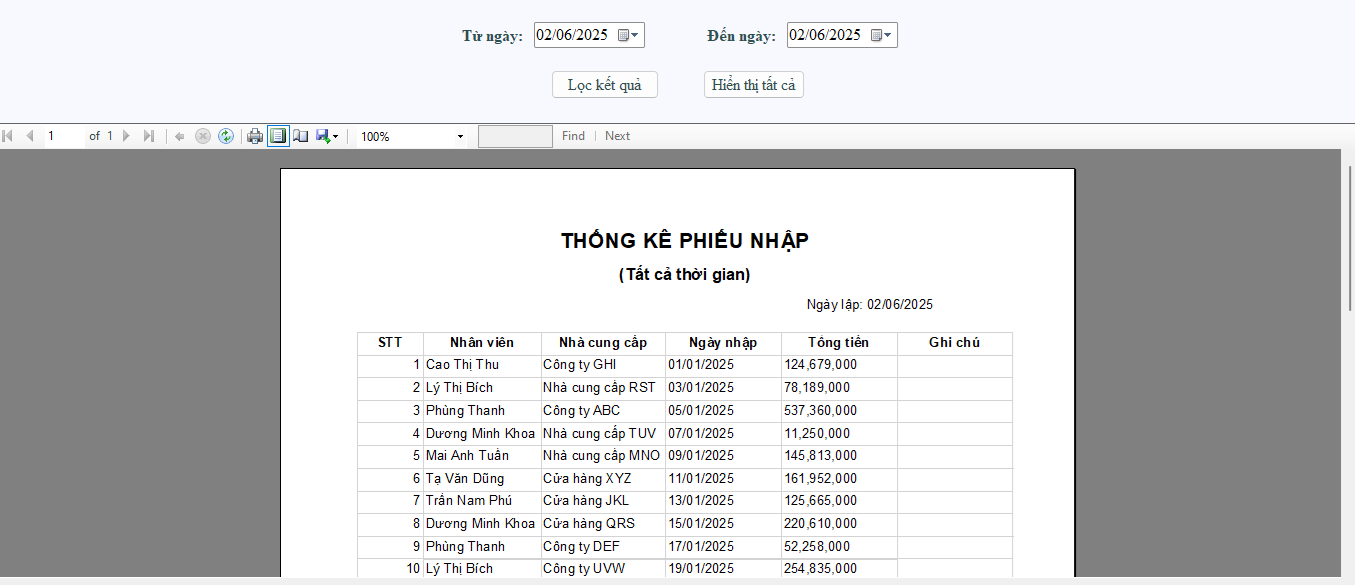 Từ ngày: 02/06/2025 Đến ngày: 02/06/2025
Lọc kết quả Hiển thị tất cả
1 of 1 100% Find Next
THỐNG KÊ PHIẾU NHẬP
(Tất cả thời gian)
Ngày lập: 02/06/2025
STT Nhân viên Nhà cung cấp Ngày nhập Tổng tiền Ghi chú
1 Cao Thị Thu Công ty GHI 01/01/2025 124,679,000
2 Lý Thị Bích Nhà cung cấp RST 03/01/2025 78,189,000
3 Phùng Thanh Công ty ABC 05/01/2025 537,360,000
4 Dương Minh Khoa Nhà cung cấp TUV 07/01/2025 11,250,000
5 Mai Anh Tuấn Nhà cung cấp MNO 09/01/2025 145,813,000
6 Tạ Văn Dũng Cửa hàng XYZ 11/01/2025 161,952,000
7 Trần Nam Phú Cửa hàng JKL 13/01/2025 125,665,000
8 Dương Minh Khoa Cửa hàng QRS 15/01/2025 220,610,000
9 Phùng Thanh Công ty DEF 17/01/2025 52,258,000
10 Lý Thị Bích Công ty UVW 19/01/2025 254,835,000